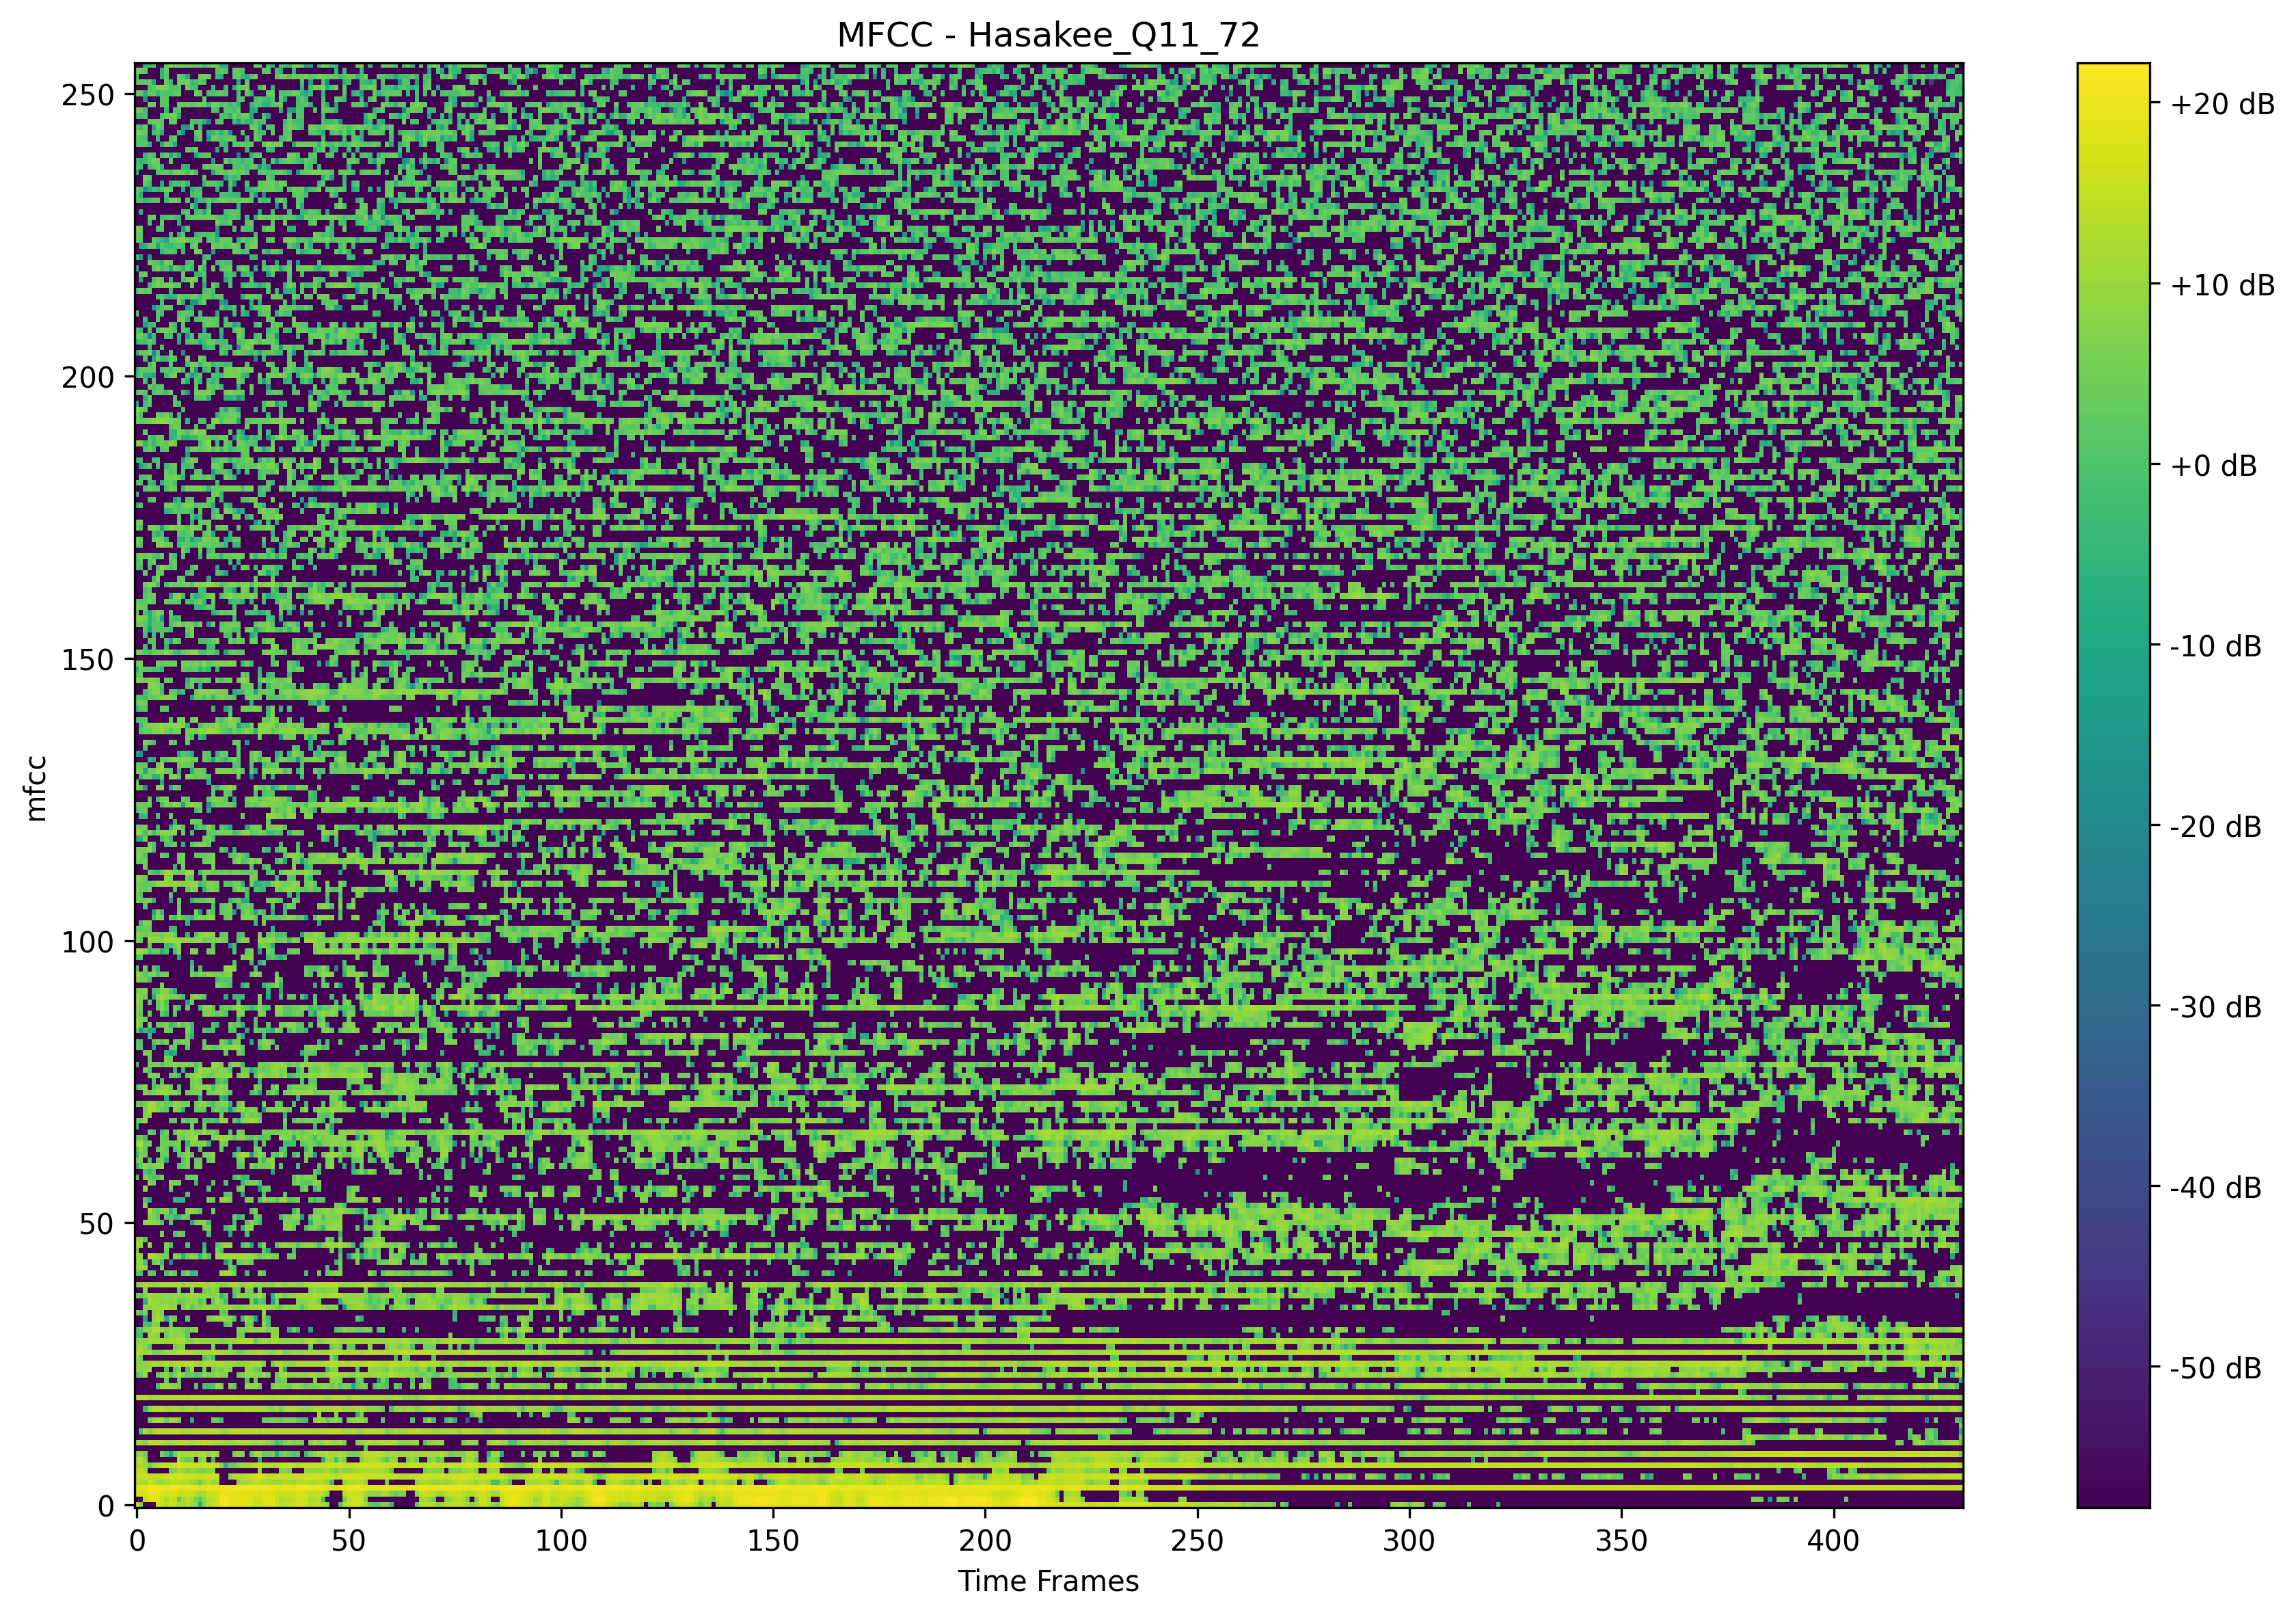 MFCC - Hasakee_Q11_72
250
200
150
100
50
0
mfcc
0 50 100 150 200 250 300 350 400
Time Frames
+20 dB
+10 dB
+0 dB
-10 dB
-20 dB
-30 dB
-40 dB
-50 dB